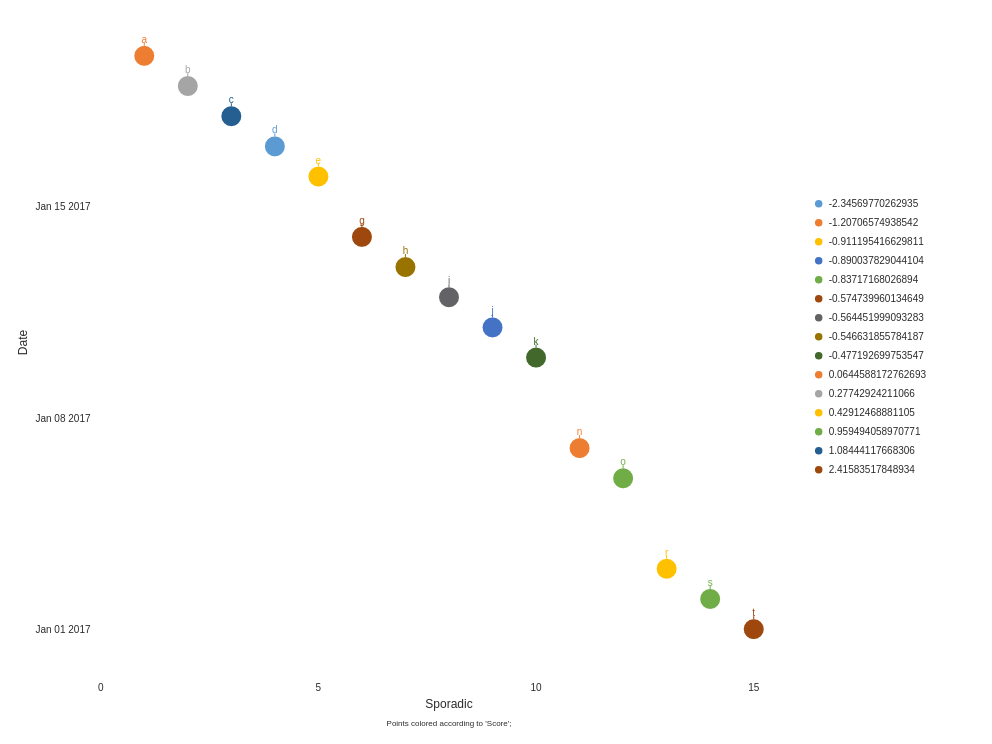 a
b
c
d
e
Jan 15 2017
g
h
i
j
k
Jan 08 2017
n
o
r
s
t
Jan 01 2017
Date
0 5 10 15
Sporadic
Points colored according to 'Score';
-2.34569770262935
-1.20706574938542
-0.911195416629811
-0.890037829044104
-0.83717168026894
-0.574739960134649
-0.564451999093283
-0.546631855784187
-0.477192699753547
0.0644588172762693
0.27742924211066
0.42912468881105
0.959494058970771
1.08444117668306
2.41583517848934